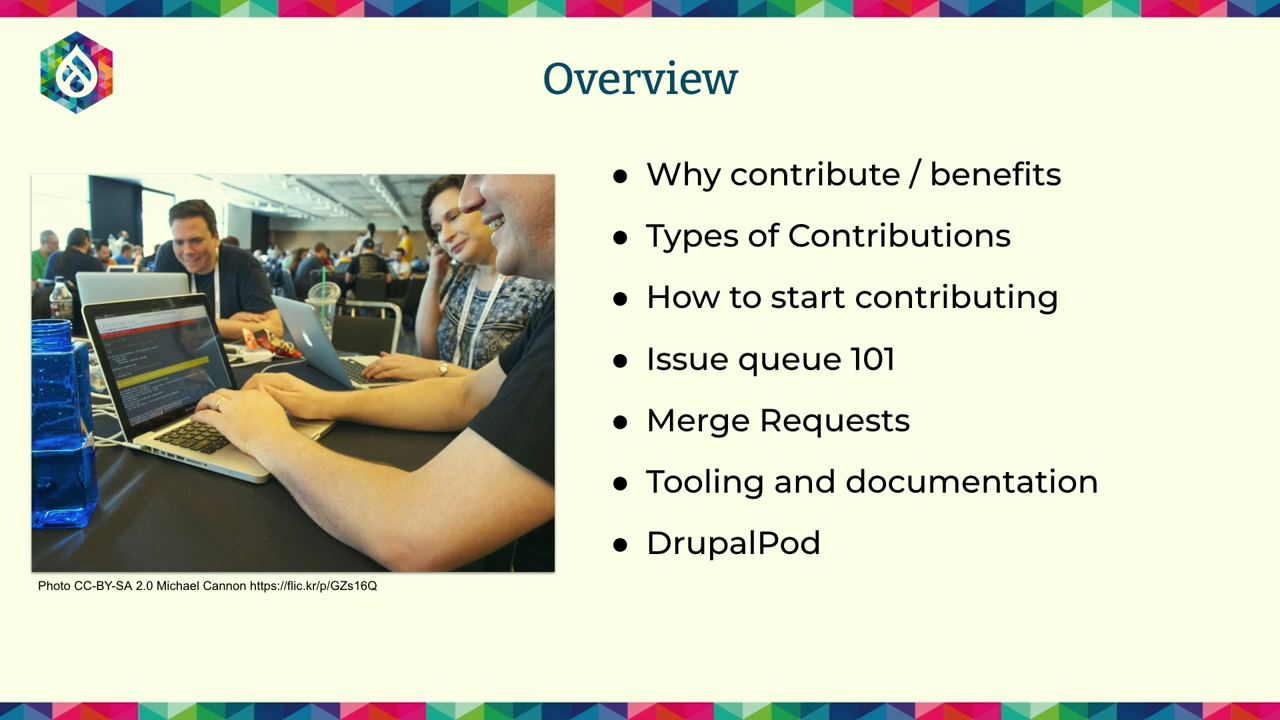 Overview
● Why contribute / benefits
● Types of Contributions
● How to start contributing
● Issue queue 101
● Merge Requests
● Tooling and documentation
● DrupalPod
Photo CC-BY-SA 2.0 Michael Cannon https://flic.kr/p/GZs16Q